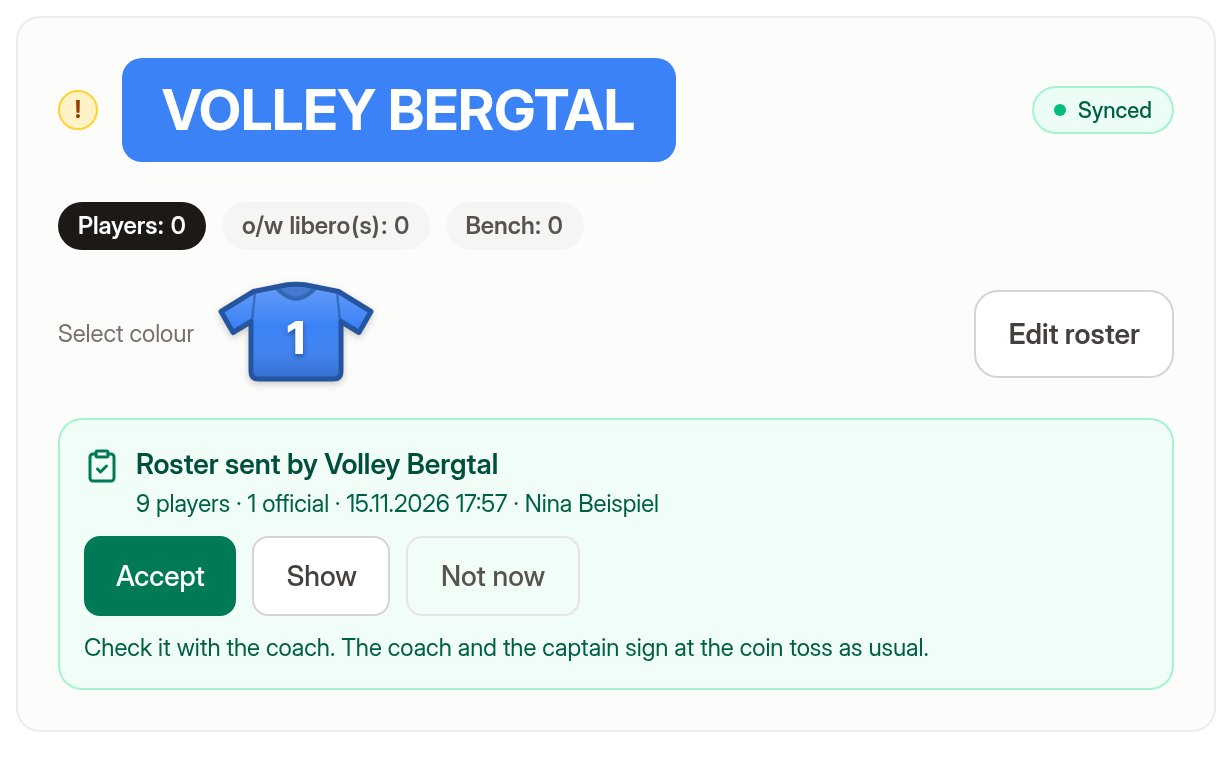 !
VOLLEY BERGTAL
Synced
Players: 0
o/w libero(s): 0
Bench: 0
Select colour
1
Edit roster
Roster sent by Volley Bergtal
9 players · 1 official · 15.11.2026 17:57 · Nina Beispiel
Accept
Show
Not now
Check it with the coach. The coach and the captain sign at the coin toss as usual.